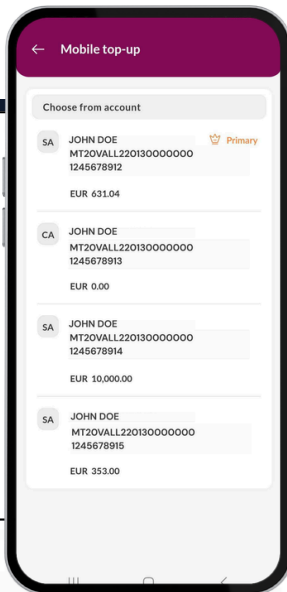 Mobile top-up
Choose from account
SA JOHN DOE Primary
MT20VALL220130000000
1245678912
EUR 631.04
CA JOHN DOE
MT20VALL220130000000
1245678913
EUR 0.00
SA JOHN DOE
MT20VALL220130000000
1245678914
EUR 10,000.00
SA JOHN DOE
MT20VALL220130000000
1245678915
EUR 353.00